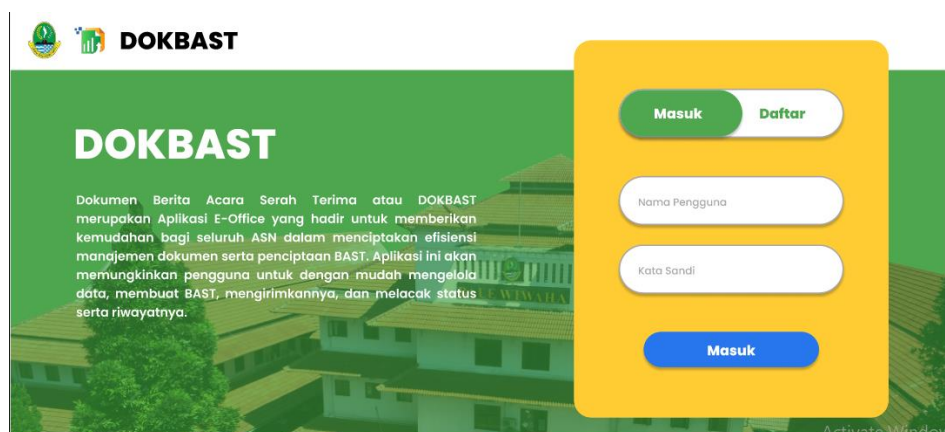 DOKBAST
DOKBAST
Dokumen Berita Acara Serah Terima atau DOKBAST
merupakan Aplikasi E-Office yang hadir untuk memberikan
kemudahan bagi seluruh ASN dalam menciptakan efisiensi
manajemen dokumen serta penciptaan BAST. Aplikasi ini akan
memungkinkan pengguna untuk dengan mudah mengelola
data, membuat BAST, mengirimkannya, dan melacak status
serta riwayatnya.
Masuk Daftar
Nama Pengguna
Kata Sandi
Masuk